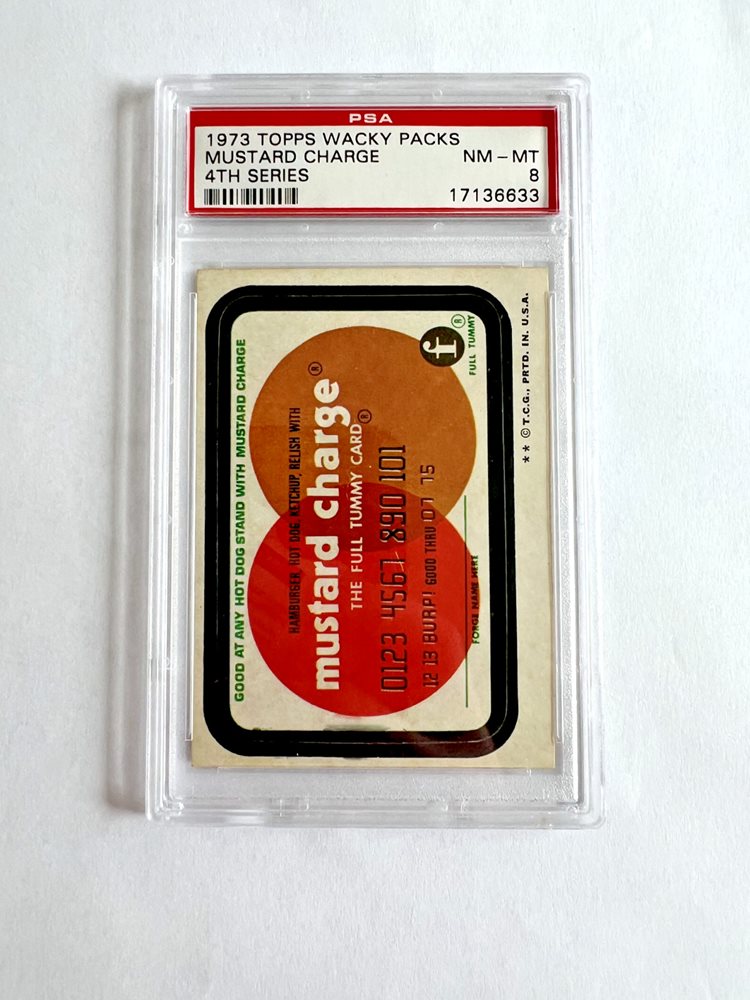 PSA
1973 TOPPS WACKY PACKS
MUSTARD CHARGE NM - MT
4TH SERIES 8
17136633
GOOD AT ANY HOT DOG STAND WITH MUSTARD CHARGE
HAMBURGER, HOT DOG, KETCHUP, RELISH WITH
mustard charge®
THE FULL TUMMY CARD®
0123 4567 890 101
12 13 BURP! GOOD THRU 07 75
FORGE NAME HERE
f®
FULL TUMMY
** © T.C.G., PRTD. IN. U.S.A.